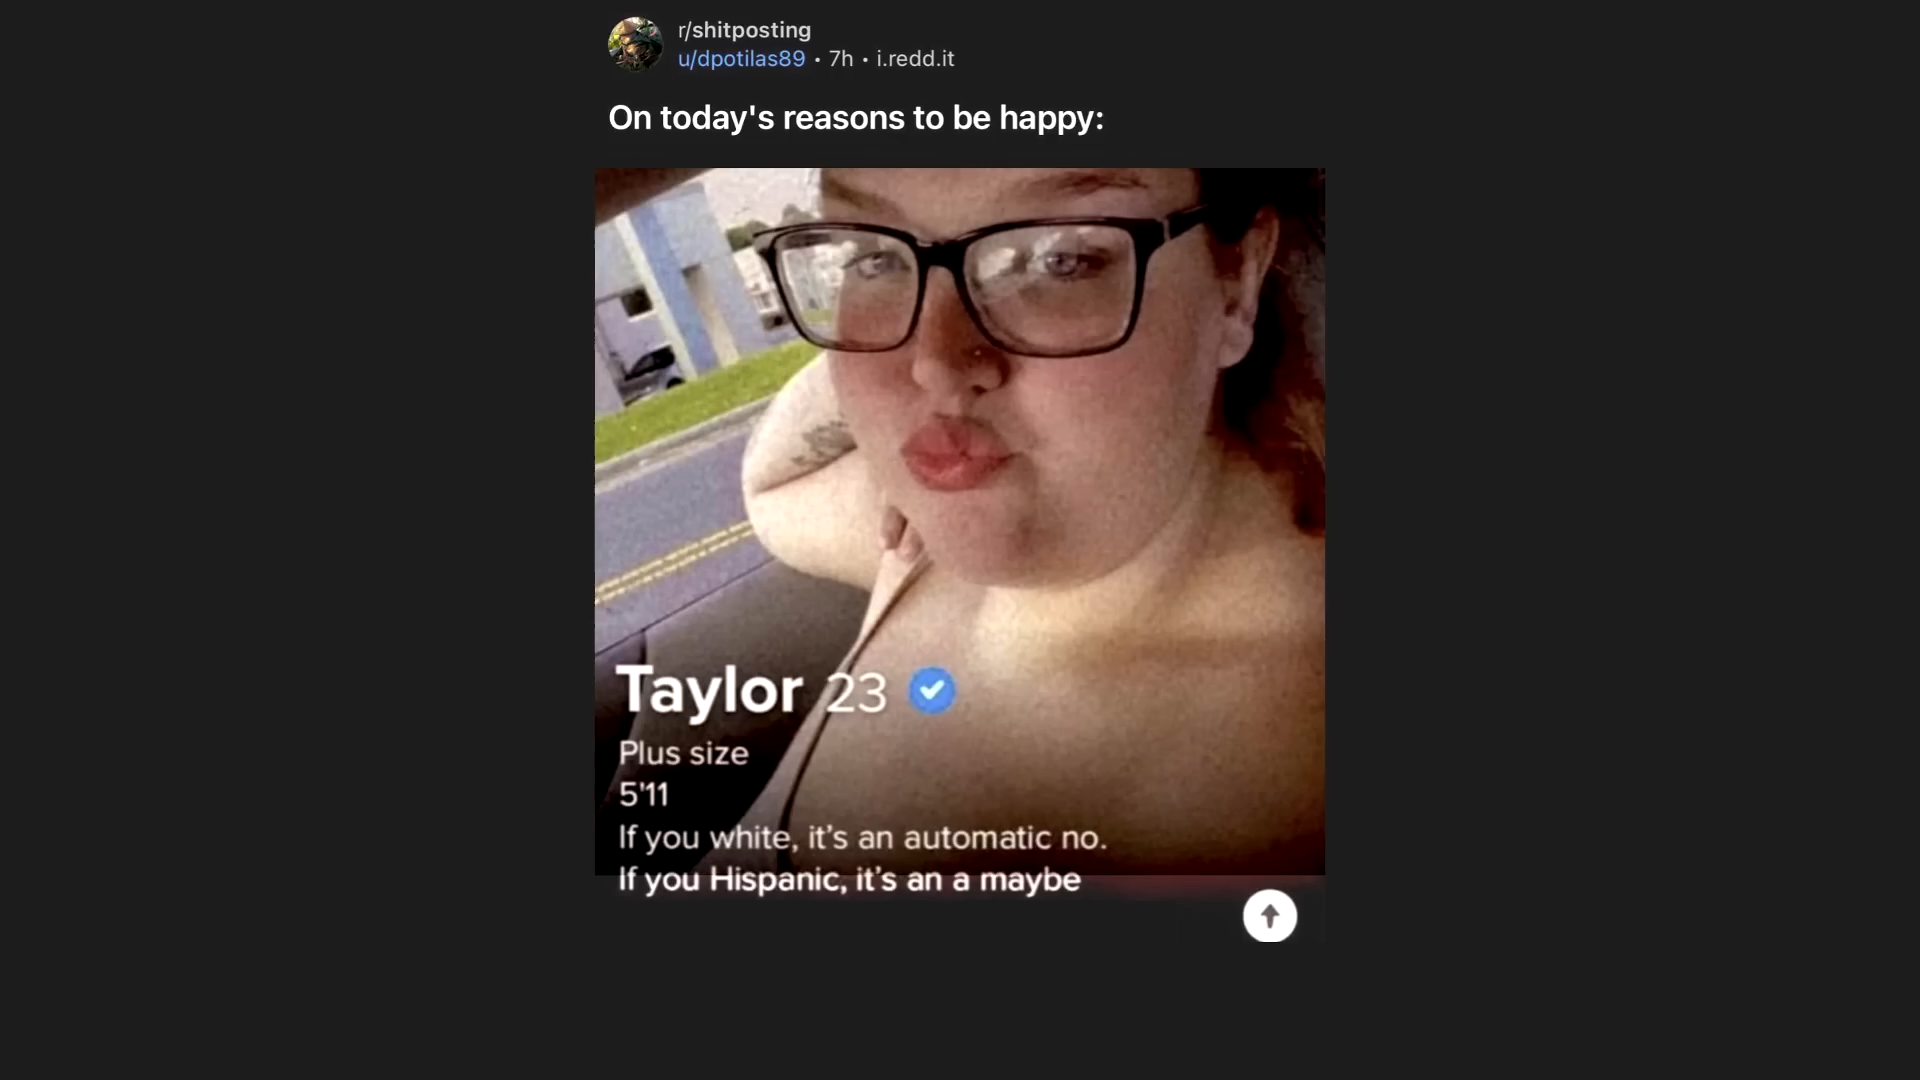 r/shitposting
u/dpotilas89 • 7h • i.redd.it
On today's reasons to be happy:
Taylor 23
Plus size
5'11
If you white, it's an automatic no.
If you Hispanic, it's an a maybe